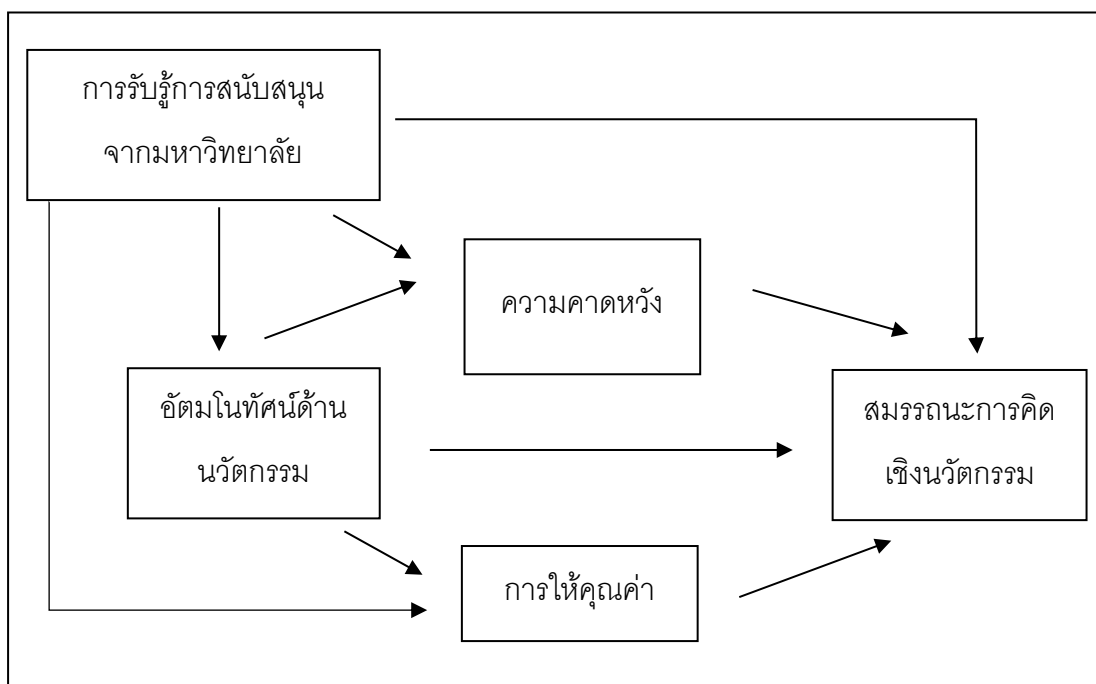 การรับรู้การสนับสนุน
จากมหาวิทยาลัย
ความคาดหวัง
อัตมโนทัศน์ด้าน
นวัตกรรม
สมรรถนะการคิด
เชิงนวัตกรรม
การให้คุณค่า